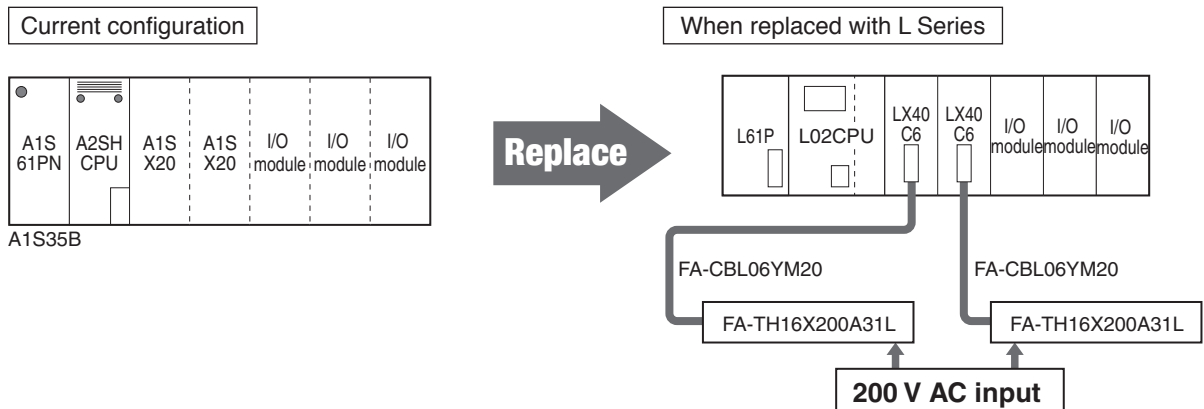 Current configuration
A1S
61PN
A2SH
CPU
A1S
X20
A1S
X20
I/O
module
I/O
module
I/O
module
A1S35B
Replace
When replaced with L Series
L61P
L02CPU
LX40
C6
LX40
C6
I/O
module
I/O
module
I/O
module
FA-CBL06YM20
FA-CBL06YM20
FA-TH16X200A31L
FA-TH16X200A31L
200 V AC input